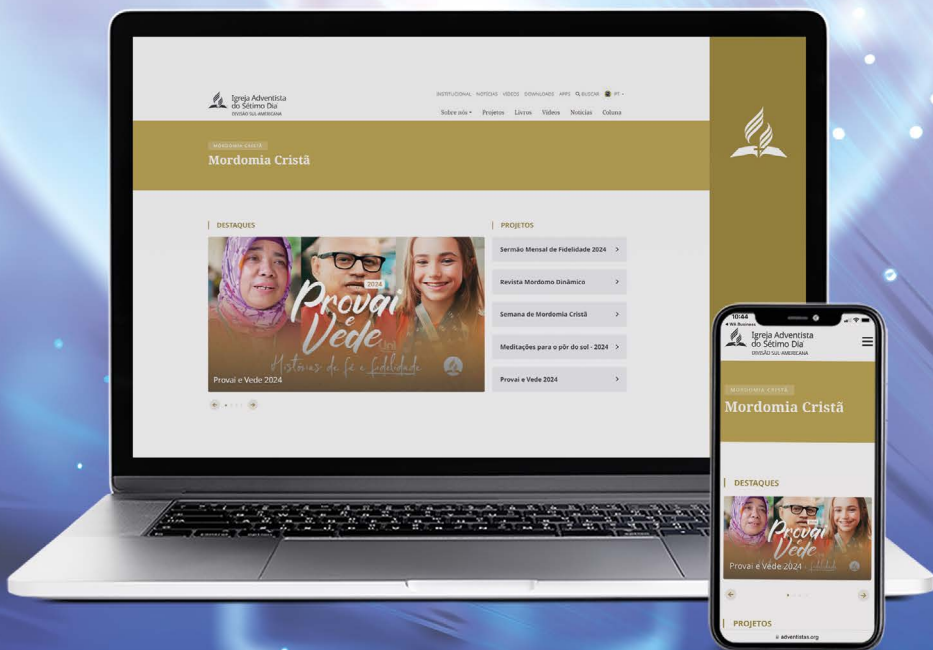 Igreja Adventista
do Sétimo Dia
DIVISÃO SUL-AMERICANA
INSTITUCIONAL NOTÍCIAS VÍDEOS DOWNLOADS APPS BUSCAR PT
Sobre nós Projetos Livros Vídeos Notícias Coluna
MORDOMIA CRISTÃ
Mordomia Cristã
DESTAQUES
2024
Provai
e
Vede
Histórias de fé e fidelidade
Provai e Vede 2024
PROJETOS
Sermão Mensal de Fidelidade 2024 >
Revista Mordomo Dinâmico >
Semana de Mordomia Cristã >
Meditações para o pôr do sol - 2024 >
Provai e Vede 2024 >
10:44
WA Business
Igreja Adventista
do Sétimo Dia
DIVISÃO SUL-AMERICANA
MORDOMIA CRISTÃ
Mordomia Cristã
DESTAQUES
Provai
e
Vede
Provai e Vede 2024
PROJETOS
adventistas.org